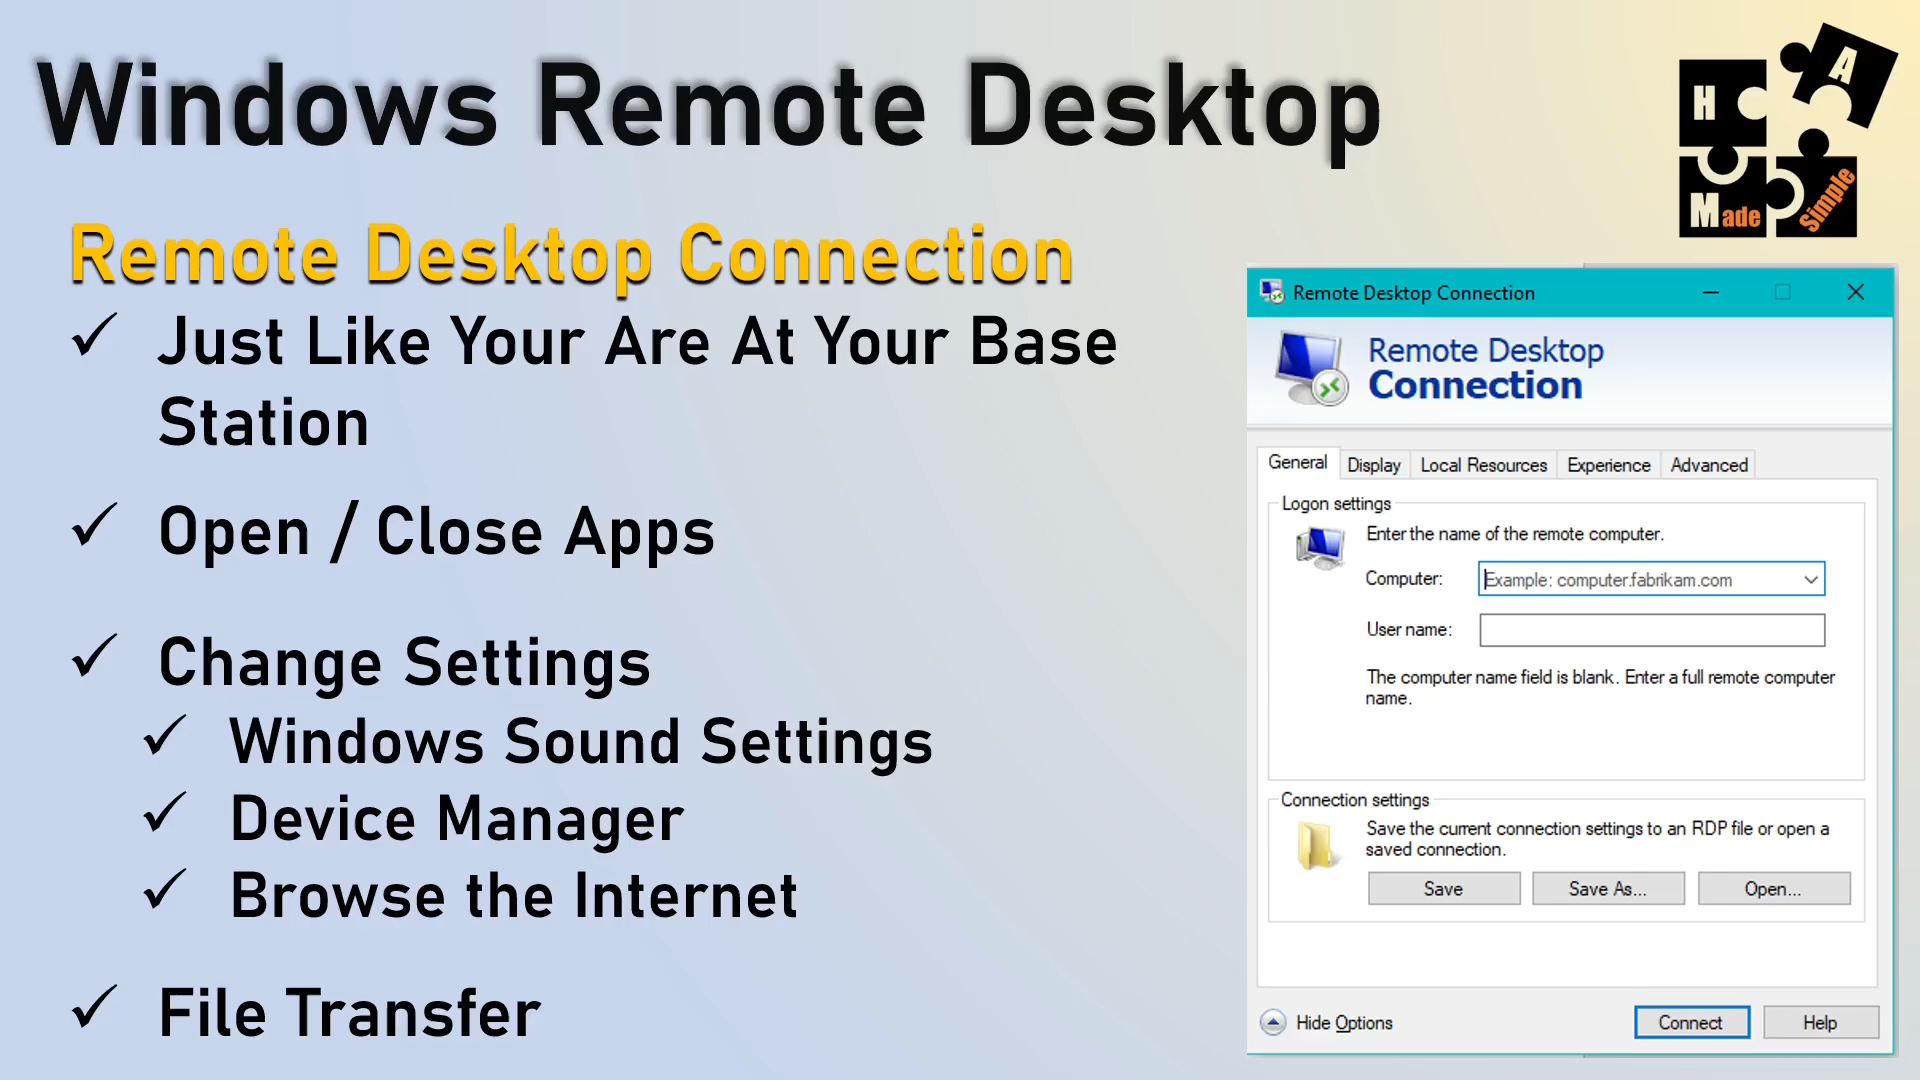 Windows Remote Desktop
H
A
Made
Simple
Remote Desktop Connection
Just Like Your Are At Your Base
Station
Open / Close Apps
Change Settings
Windows Sound Settings
Device Manager
Browse the Internet
File Transfer
Remote Desktop Connection
Remote Desktop
Connection
General Display Local Resources Experience Advanced
Logon settings
Enter the name of the remote computer.
Computer: Example: computer.fabrikam.com
User name:
The computer name field is blank. Enter a full remote computer
name.
Connection settings
Save the current connection settings to an RDP file or open a
saved connection.
Save Save As... Open...
Hide Options Connect Help